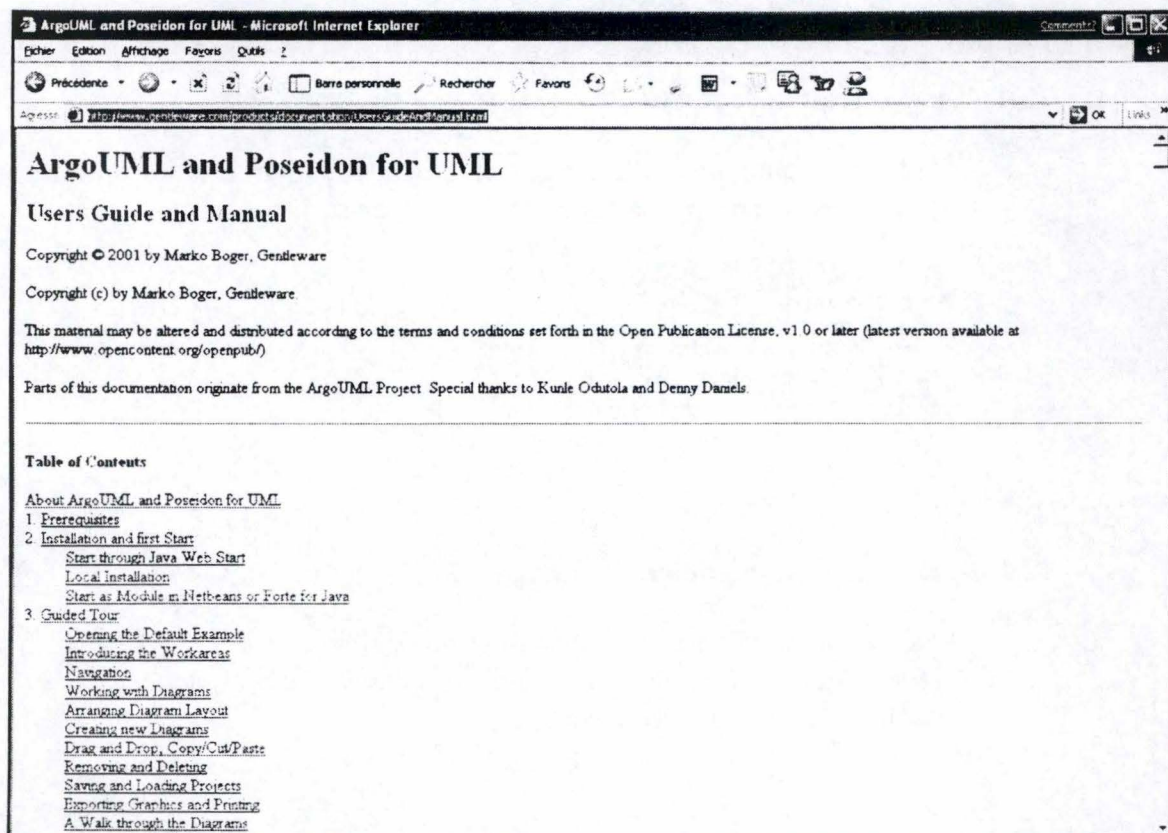 ArgoUML and Poseidon for UML - Microsoft Internet Explorer
Comments?
Fichier Edition Affichage Favoris Outils ?
Précédente Barre personnelle Rechercher Favoris
Adresse http://www.gentleware.com/products/documentation/UsersGuideAndManual.html OK Links »
ArgoUML and Poseidon for UML
Users Guide and Manual
Copyright © 2001 by Marko Boger, Gentleware
Copyright (c) by Marko Boger, Gentleware
This material may be altered and distributed according to the terms and conditions set forth in the Open Publication License, v1 0 or later (latest version available at
http://www.opencontent.org/openpub/)
Parts of this documentation originate from the ArgoUML Project Special thanks to Kunle Odutola and Denny Daniels.
Table of Contents
About ArgoUML and Poseidon for UML
1. Prerequisites
2. Installation and first Start
Start through Java Web Start
Local Installation
Start as Module in Netbeans or Forte for Java
3. Guided Tour
Opening the Default Example
Introducing the Workareas
Navigation
Working with Diagrams
Arranging Diagram Layout
Creating new Diagrams
Drag and Drop, Copy/Cut/Paste
Removing and Deleting
Saving and Loading Projects
Exporting Graphics and Printing
A Walk through the Diagrams